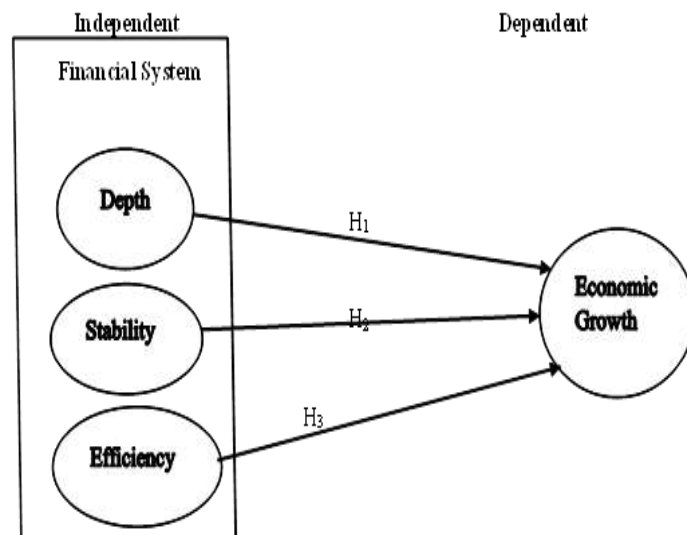 Independent
Dependent
Financial System
Depth
H₁
Economic
Growth
Stability
H₂
H₃
Efficiency